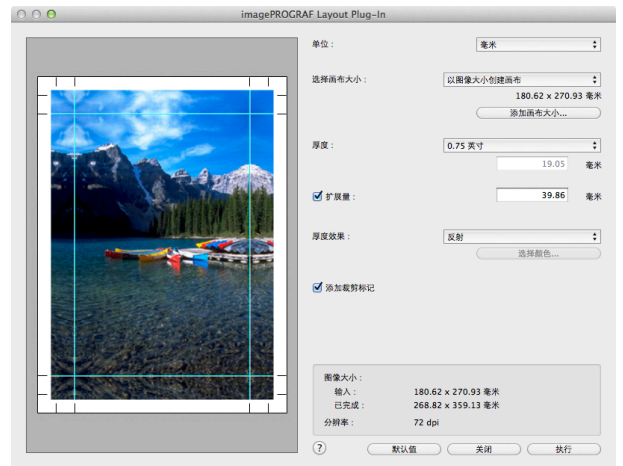 imagePROGRAF Layout Plug-In
单位： 毫米
选择画布大小： 以图像大小创建画布
180.62 x 270.93 毫米
添加画布大小...
厚度： 0.75 英寸
19.05 毫米
扩展量： 39.86 毫米
厚度效果： 反射
选择颜色...
添加裁剪标记
图像大小：
输入： 180.62 x 270.93 毫米
已完成： 268.82 x 359.13 毫米
分辨率： 72 dpi
? 默认值 关闭 执行